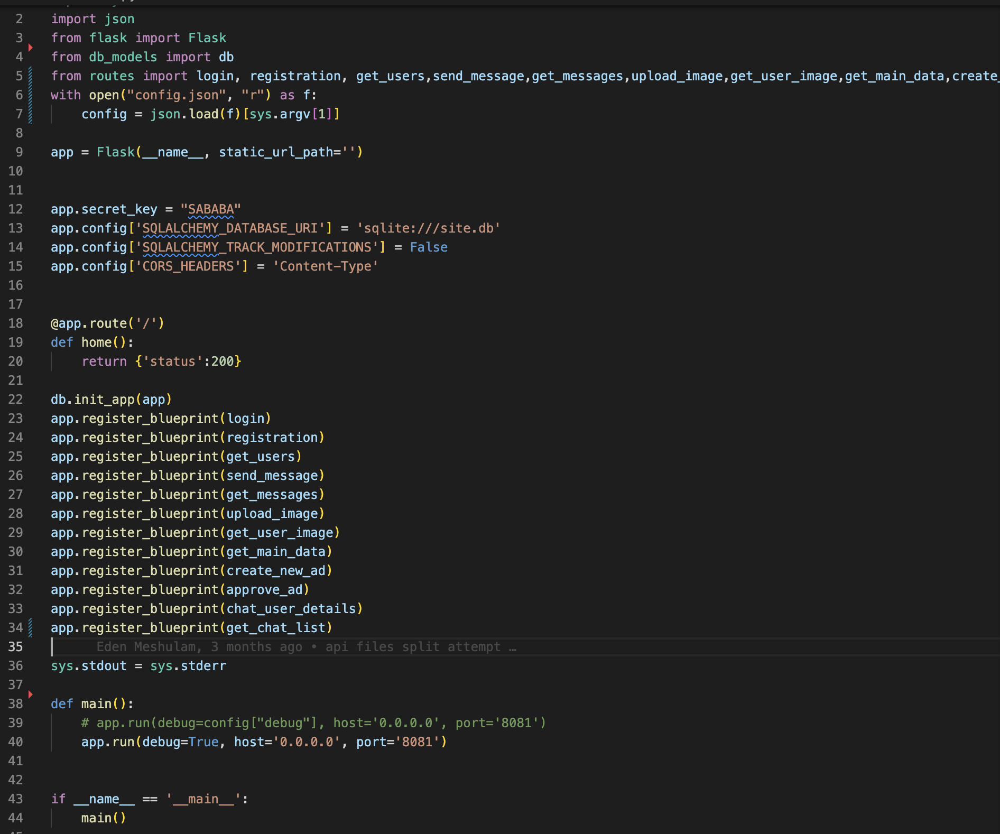 2 import json
3 from flask import Flask
4 from db_models import db
5 from routes import login, registration, get_users,send_message,get_messages,upload_image,get_user_image,get_main_data,create_
6 with open("config.json", "r") as f:
7     config = json.load(f)[sys.argv[1]]
8
9 app = Flask(__name__, static_url_path='')
10
11
12 app.secret_key = "SABABA"
13 app.config['SQLALCHEMY_DATABASE_URI'] = 'sqlite:///site.db'
14 app.config['SQLALCHEMY_TRACK_MODIFICATIONS'] = False
15 app.config['CORS_HEADERS'] = 'Content-Type'
16
17
18 @app.route('/')
19 def home():
20     return {'status':200}
21
22 db.init_app(app)
23 app.register_blueprint(login)
24 app.register_blueprint(registration)
25 app.register_blueprint(get_users)
26 app.register_blueprint(send_message)
27 app.register_blueprint(get_messages)
28 app.register_blueprint(upload_image)
29 app.register_blueprint(get_user_image)
30 app.register_blueprint(get_main_data)
31 app.register_blueprint(create_new_ad)
32 app.register_blueprint(approve_ad)
33 app.register_blueprint(chat_user_details)
34 app.register_blueprint(get_chat_list)
35 Eden Meshulam, 3 months ago • api files split attempt …
36 sys.stdout = sys.stderr
37
38 def main():
39     # app.run(debug=config["debug"], host='0.0.0.0', port='8081')
40     app.run(debug=True, host='0.0.0.0', port='8081')
41
42
43 if __name__ == '__main__':
44     main()